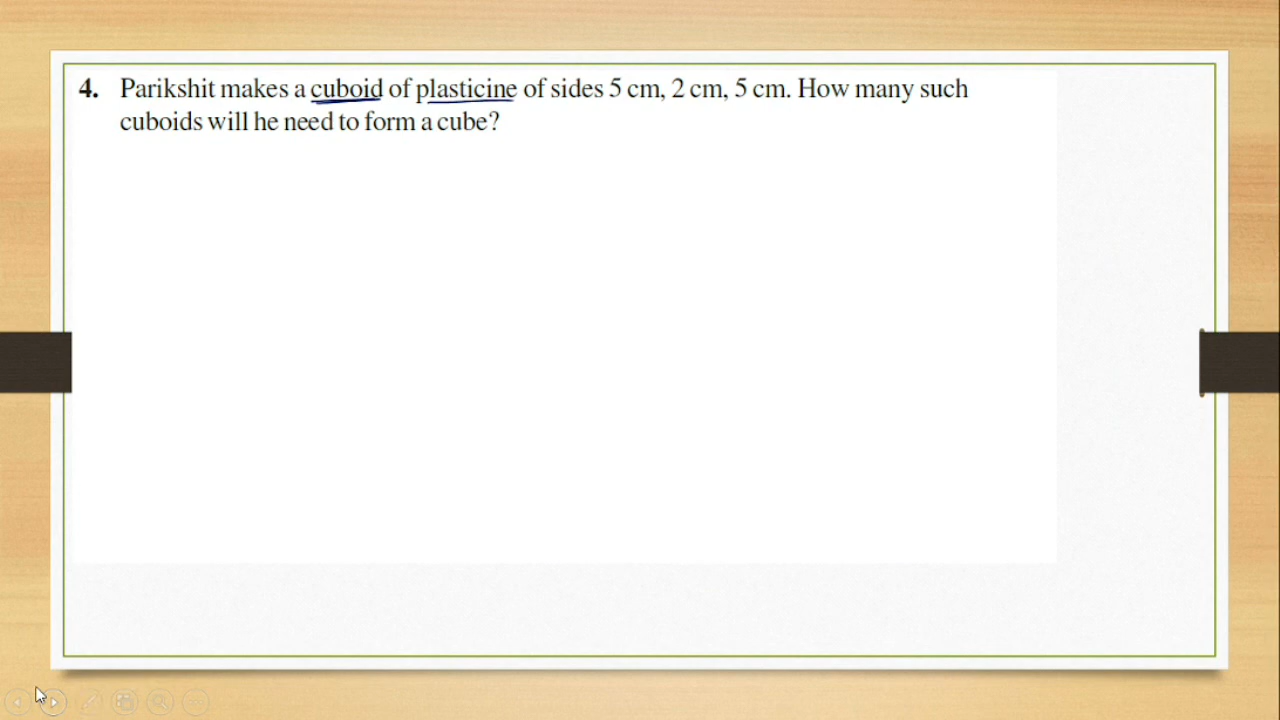 4. Parikshit makes a cuboid of plasticine of sides 5 cm, 2 cm, 5 cm. How many such
cuboids will he need to form a cube?